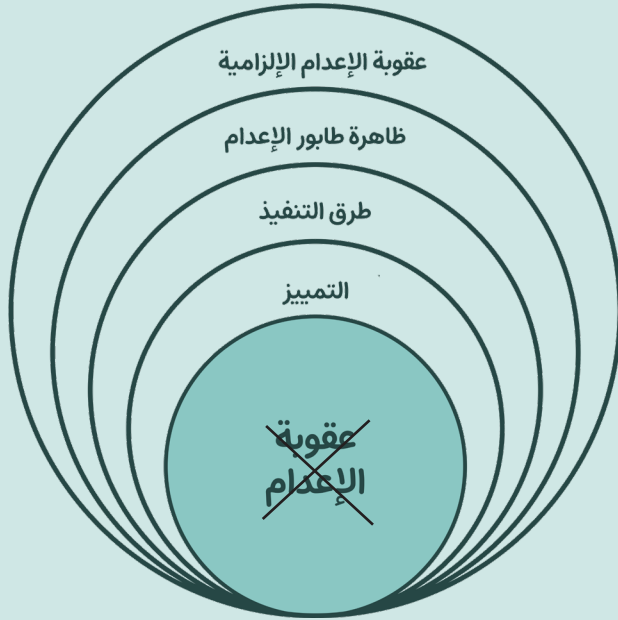 عقوبة الإعدام الإلزامية
ظاهرة طابور الإعدام
طرق التنفيذ
التمييز
عقوبة
الإعدام